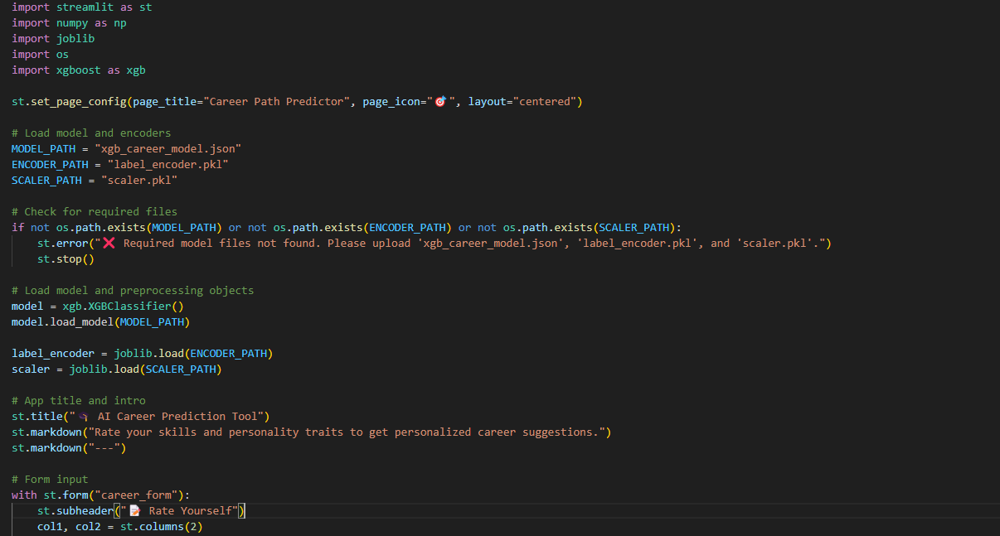 import streamlit as st
import numpy as np
import joblib
import os
import xgboost as xgb
st.set_page_config(page_title="Career Path Predictor", page_icon="🎯", layout="centered")
# Load model and encoders
MODEL_PATH = "xgb_career_model.json"
ENCODER_PATH = "label_encoder.pkl"
SCALER_PATH = "scaler.pkl"
# Check for required files
if not os.path.exists(MODEL_PATH) or not os.path.exists(ENCODER_PATH) or not os.path.exists(SCALER_PATH):
    st.error("❌ Required model files not found. Please upload 'xgb_career_model.json', 'label_encoder.pkl', and 'scaler.pkl'.")
    st.stop()
# Load model and preprocessing objects
model = xgb.XGBClassifier()
model.load_model(MODEL_PATH)
label_encoder = joblib.load(ENCODER_PATH)
scaler = joblib.load(SCALER_PATH)
# App title and intro
st.title("🎓 AI Career Prediction Tool")
st.markdown("Rate your skills and personality traits to get personalized career suggestions.")
st.markdown("---")
# Form input
with st.form("career_form"):
    st.subheader("📝 Rate Yourself")
    col1, col2 = st.columns(2)